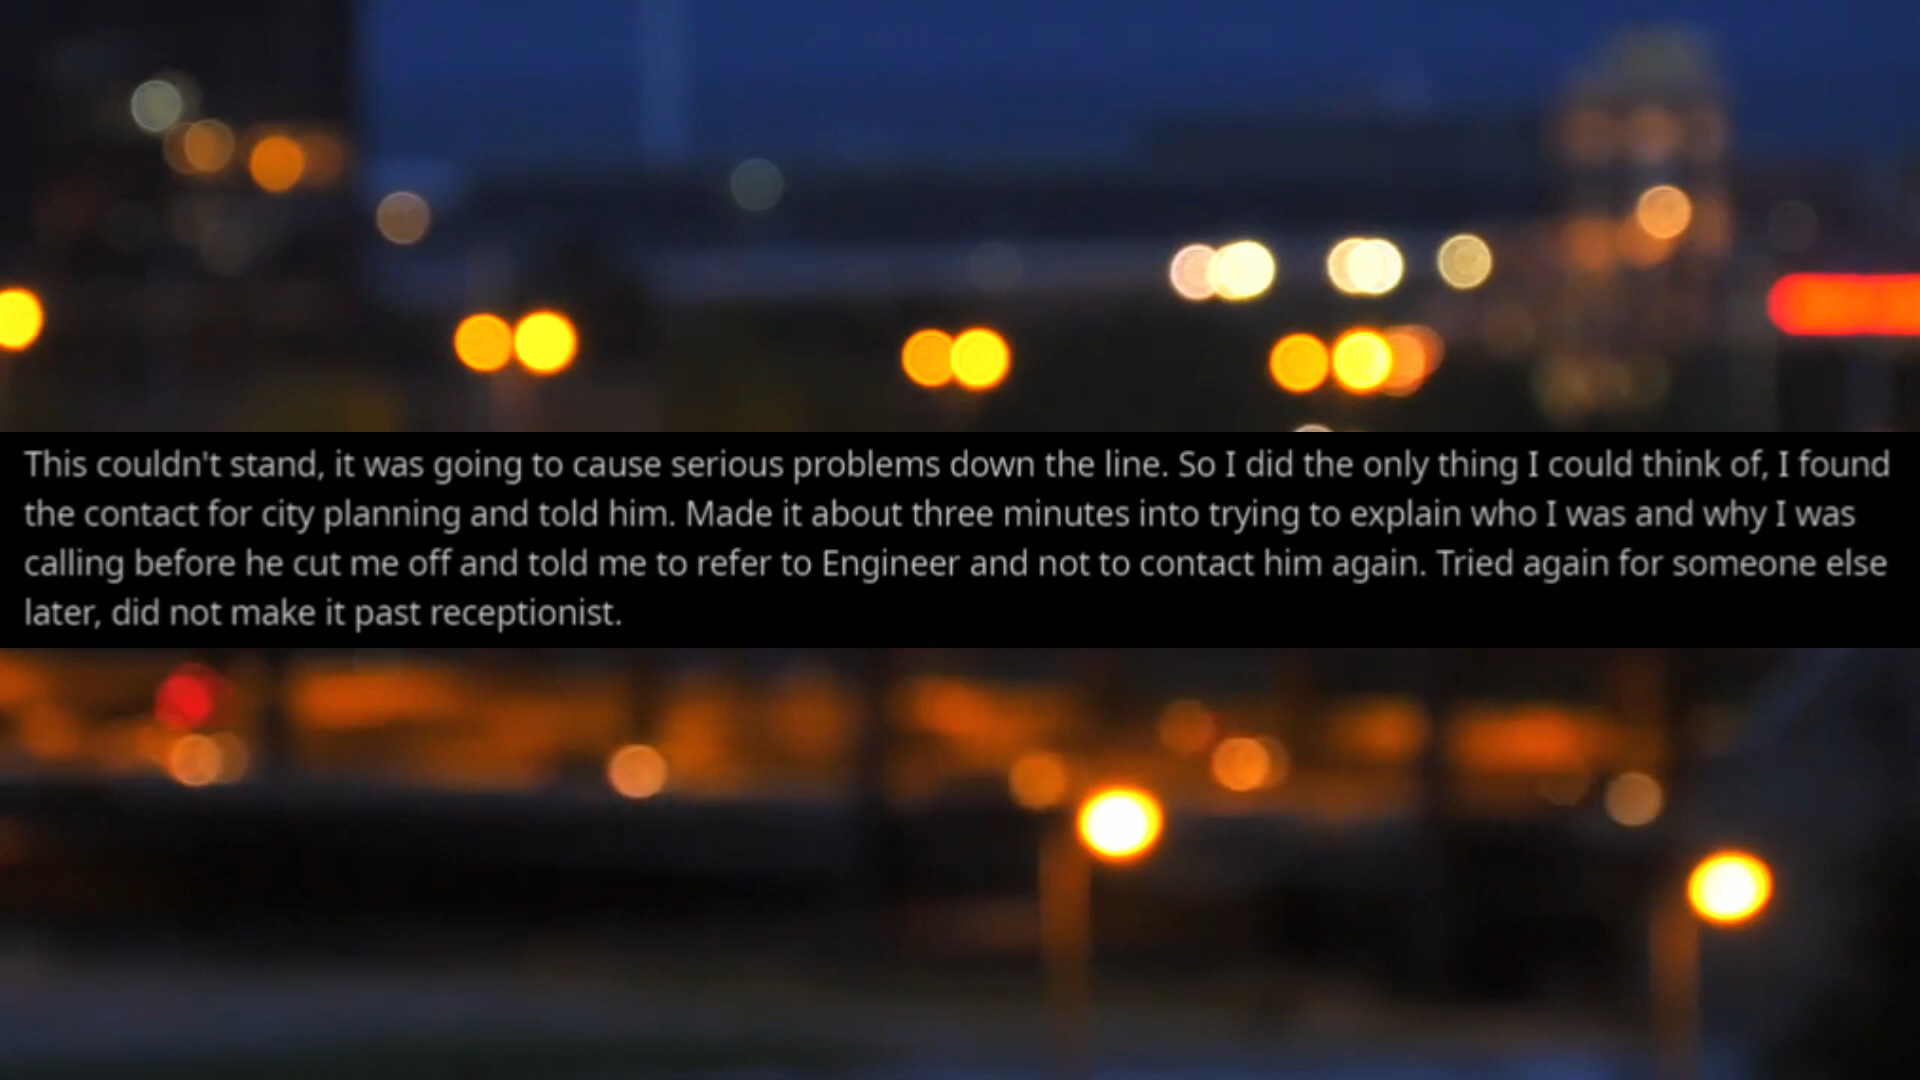 This couldn't stand, it was going to cause serious problems down the line. So I did the only thing I could think of, I found
the contact for city planning and told him. Made it about three minutes into trying to explain who I was and why I was
calling before he cut me off and told me to refer to Engineer and not to contact him again. Tried again for someone else
later, did not make it past receptionist.